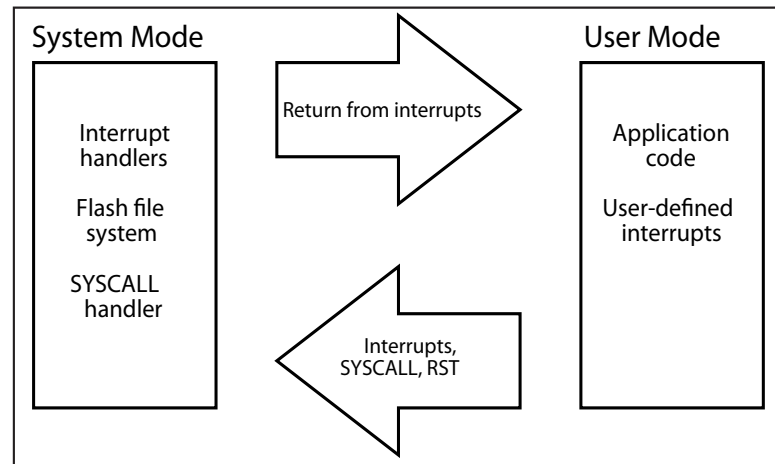 System Mode
User Mode
Interrupt
handlers
Flash file
system
SYSCALL
handler
Return from interrupts
Interrupts,
SYSCALL, RST
Application
code
User-defined
interrupts